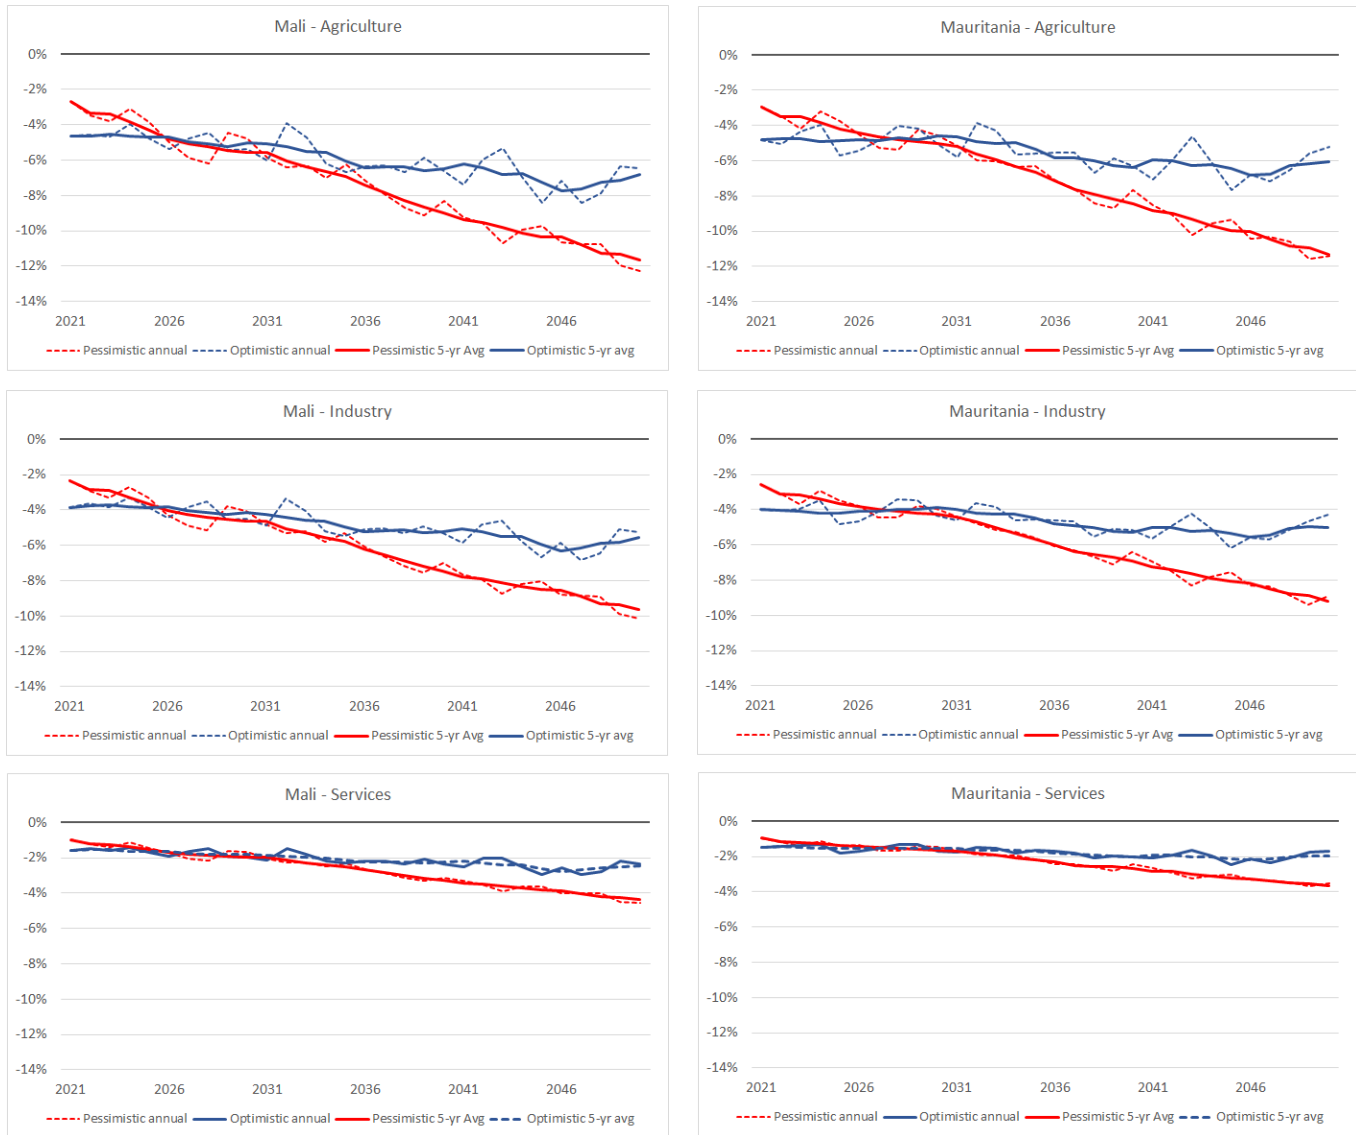 Mali - Agriculture
0%
-2%
-4%
-6%
-8%
-10%
-12%
-14%
2021 2026 2031 2036 2041 2046
Pessimistic annual Optimistic annual Pessimistic 5-yr Avg Optimistic 5-yr avg
Mauritania - Agriculture
0%
-2%
-4%
-6%
-8%
-10%
-12%
-14%
2021 2026 2031 2036 2041 2046
Pessimistic annual Optimistic annual Pessimistic 5-yr Avg Optimistic 5-yr avg
Mali - Industry
0%
-2%
-4%
-6%
-8%
-10%
-12%
-14%
2021 2026 2031 2036 2041 2046
Pessimistic annual Optimistic annual Pessimistic 5-yr Avg Optimistic 5-yr avg
Mauritania - Industry
0%
-2%
-4%
-6%
-8%
-10%
-12%
-14%
2021 2026 2031 2036 2041 2046
Pessimistic annual Optimistic annual Pessimistic 5-yr Avg Optimistic 5-yr avg
Mali - Services
0%
-2%
-4%
-6%
-8%
-10%
-12%
-14%
2021 2026 2031 2036 2041 2046
Pessimistic annual Optimistic annual Pessimistic 5-yr Avg Optimistic 5-yr avg
Mauritania - Services
0%
-2%
-4%
-6%
-8%
-10%
-12%
-14%
2021 2026 2031 2036 2041 2046
Pessimistic annual Optimistic annual Pessimistic 5-yr Avg Optimistic 5-yr avg